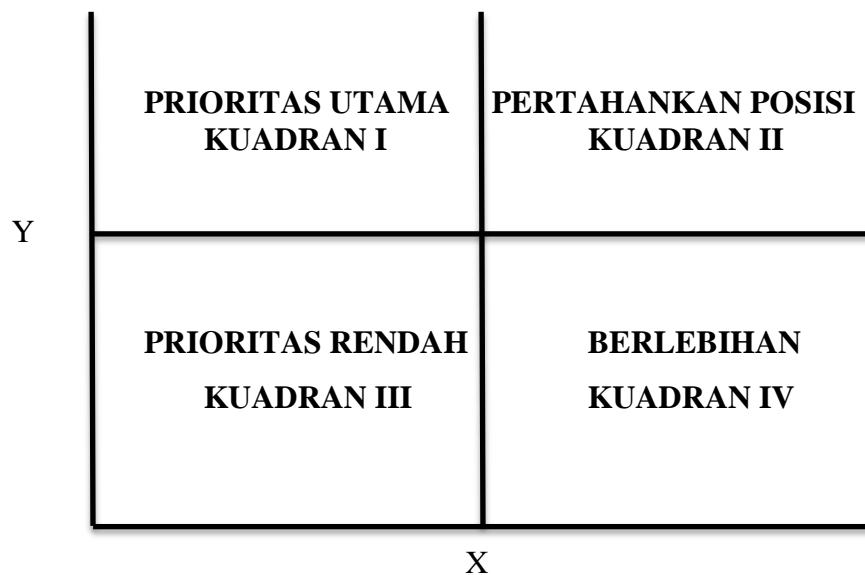 PRIORITAS UTAMA
KUADRAN I
PERTAHANKAN POSISI
KUADRAN II
Y
PRIORITAS RENDAH
KUADRAN III
BERLEBIHAN
KUADRAN IV
X